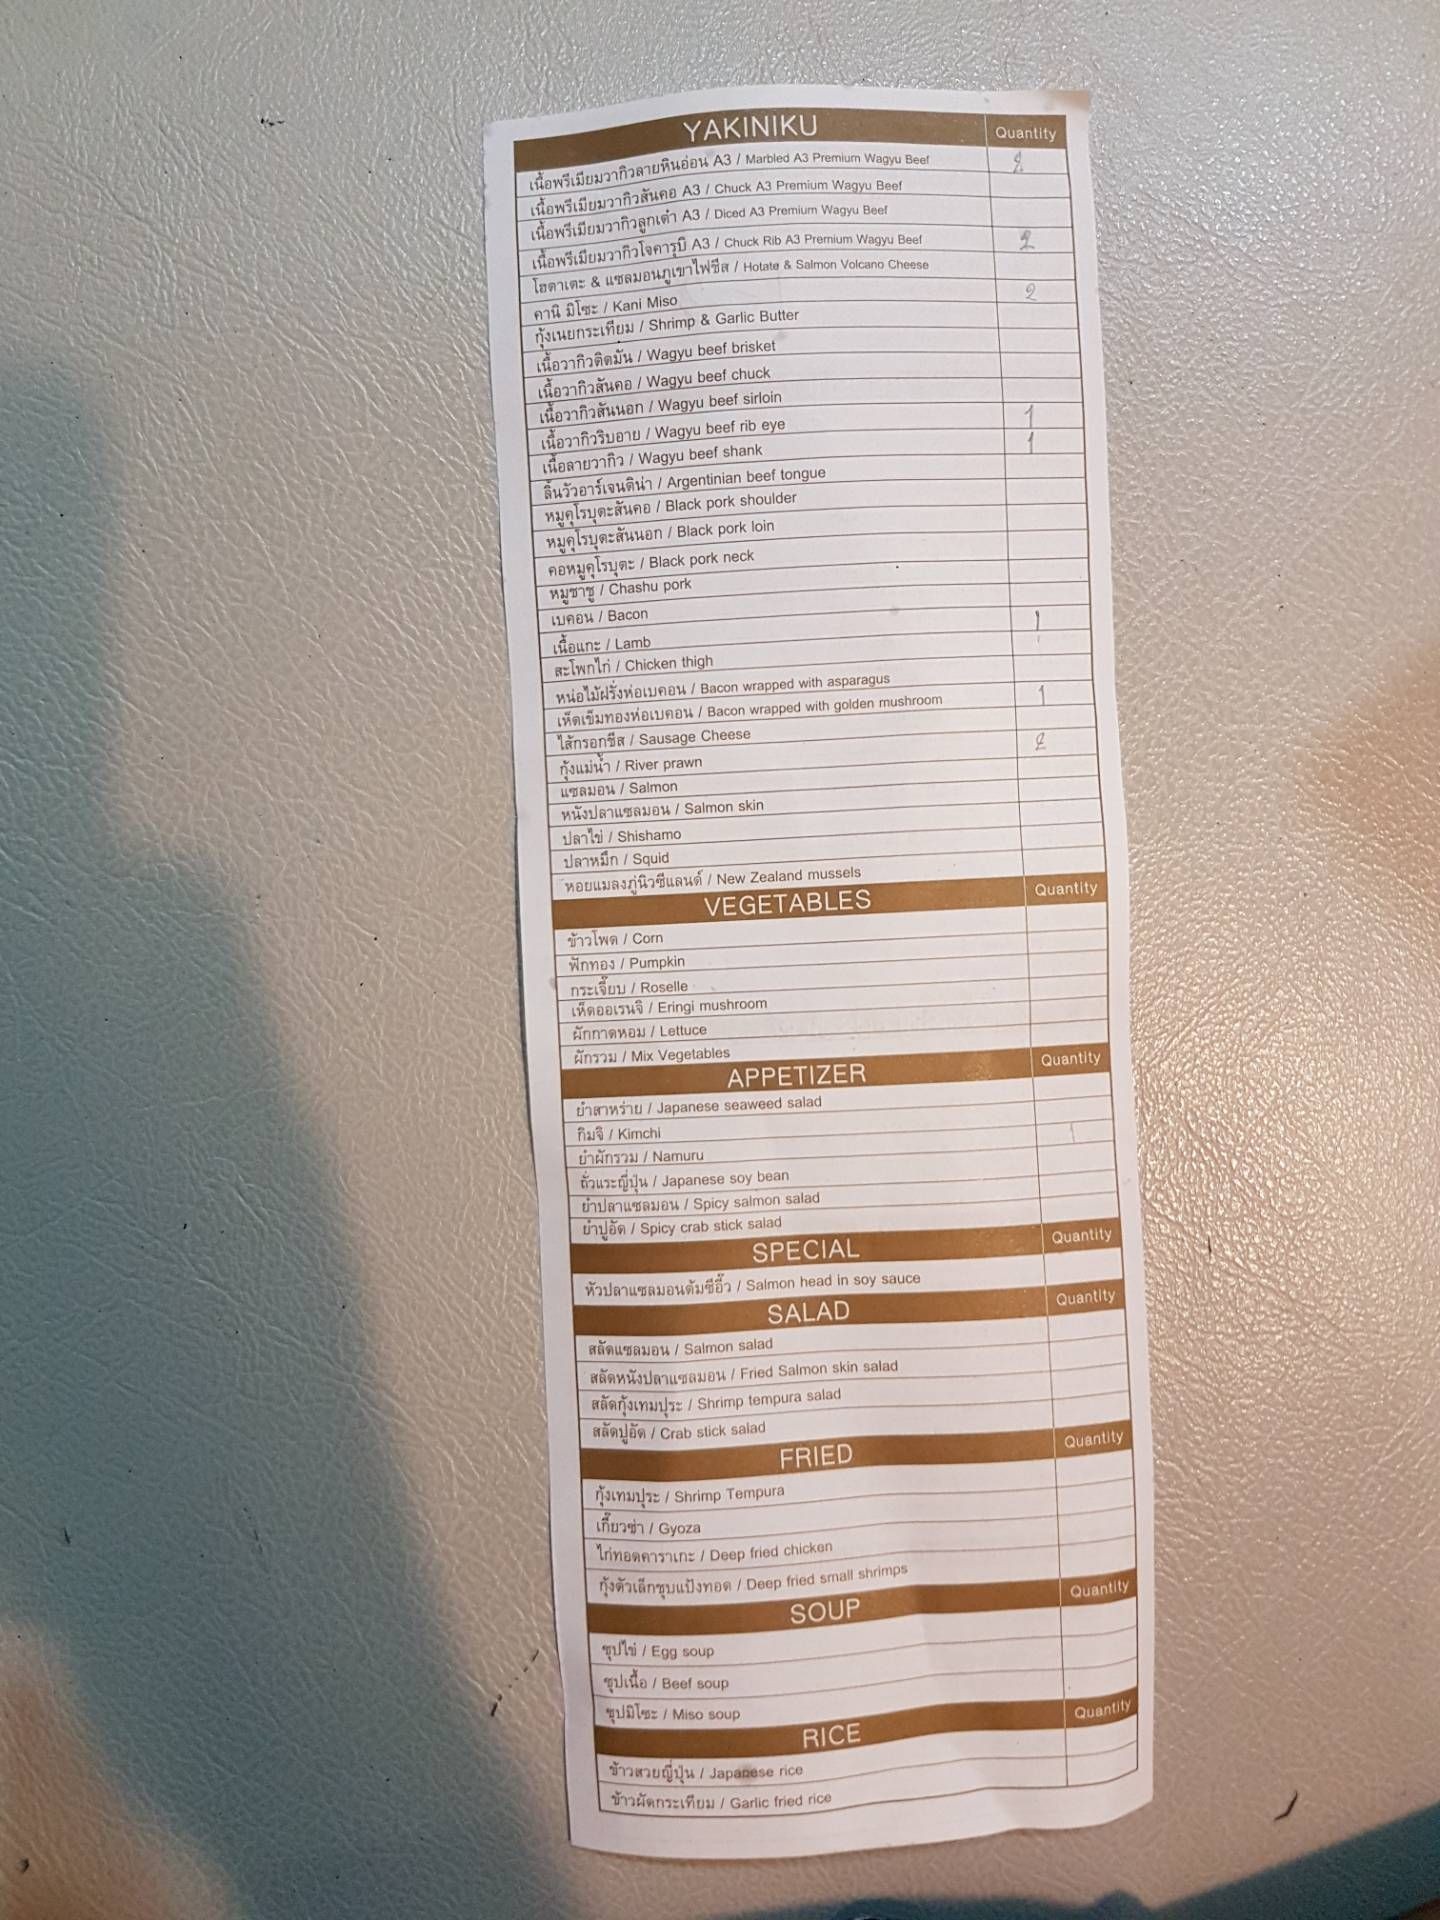 YAKINIKU Quantity
เนื้อพรีเมียมวากิวลายหินอ่อน A3 / Marbled A3 Premium Wagyu Beef 2
เนื้อพรีเมียมวากิวสันคอ A3 / Chuck A3 Premium Wagyu Beef
เนื้อพรีเมียมวากิวลูกเต๋า A3 / Diced A3 Premium Wagyu Beef
เนื้อพรีเมียมวากิวโจคารุบิ A3 / Chuck Rib A3 Premium Wagyu Beef 2
โฮตาเตะ & แซลมอนภูเขาไฟชีส / Hotate & Salmon Volcano Cheese
คานิ มิโซะ / Kani Miso 2
กุ้งเนยกระเทียม / Shrimp & Garlic Butter
เนื้อวากิวติดมัน / Wagyu beef brisket
เนื้อวากิวสันคอ / Wagyu beef chuck
เนื้อวากิวสันนอก / Wagyu beef sirloin
เนื้อวากิวริบอาย / Wagyu beef rib eye 1
เนื้อลายวากิว / Wagyu beef shank 1
ลิ้นวัวอาร์เจนติน่า / Argentinian beef tongue
หมูคุโรบุตะสันคอ / Black pork shoulder
หมูคุโรบุตะสันนอก / Black pork loin
คอหมูคุโรบุตะ / Black pork neck
หมูชาชู / Chashu pork
เบคอน / Bacon
เนื้อแกะ / Lamb 1
สะโพกไก่ / Chicken thigh
หน่อไม้ฝรั่งห่อเบคอน / Bacon wrapped with asparagus
เห็ดเข็มทองห่อเบคอน / Bacon wrapped with golden mushroom 1
ไส้กรอกชีส / Sausage Cheese
กุ้งแม่น้ำ / River prawn 2
แซลมอน / Salmon
หนังปลาแซลมอน / Salmon skin
ปลาไข่ / Shishamo
ปลาหมึก / Squid
หอยแมลงภู่นิวซีแลนด์ / New Zealand mussels
VEGETABLES Quantity
ข้าวโพด / Corn
ฟักทอง / Pumpkin
กระเจี๊ยบ / Roselle
เห็ดออเรนจิ / Eringi mushroom
ผักกาดหอม / Lettuce
ผักรวม / Mix Vegetables
APPETIZER Quantity
ยำสาหร่าย / Japanese seaweed salad
กิมจิ / Kimchi 1
ยำผักรวม / Namuru
ถั่วแระญี่ปุ่น / Japanese soy bean
ยำปลาแซลมอน / Spicy salmon salad
ยำปูอัด / Spicy crab stick salad
SPECIAL Quantity
หัวปลาแซลมอนต้มซีอิ๊ว / Salmon head in soy sauce
SALAD Quantity
สลัดแซลมอน / Salmon salad
สลัดหนังปลาแซลมอน / Fried Salmon skin salad
สลัดกุ้งเทมปุระ / Shrimp tempura salad
สลัดปูอัด / Crab stick salad
FRIED Quantity
กุ้งเทมปุระ / Shrimp Tempura
เกี๊ยวซ่า / Gyoza
ไก่ทอดคาราเกะ / Deep fried chicken
กุ้งตัวเล็กชุบแป้งทอด / Deep fried small shrimps
SOUP Quantity
ซุปไข่ / Egg soup
ซุปเนื้อ / Beef soup
ซุปมิโซะ / Miso soup
RICE Quantity
ข้าวสวยญี่ปุ่น / Japanese rice
ข้าวผัดกระเทียม / Garlic fried rice